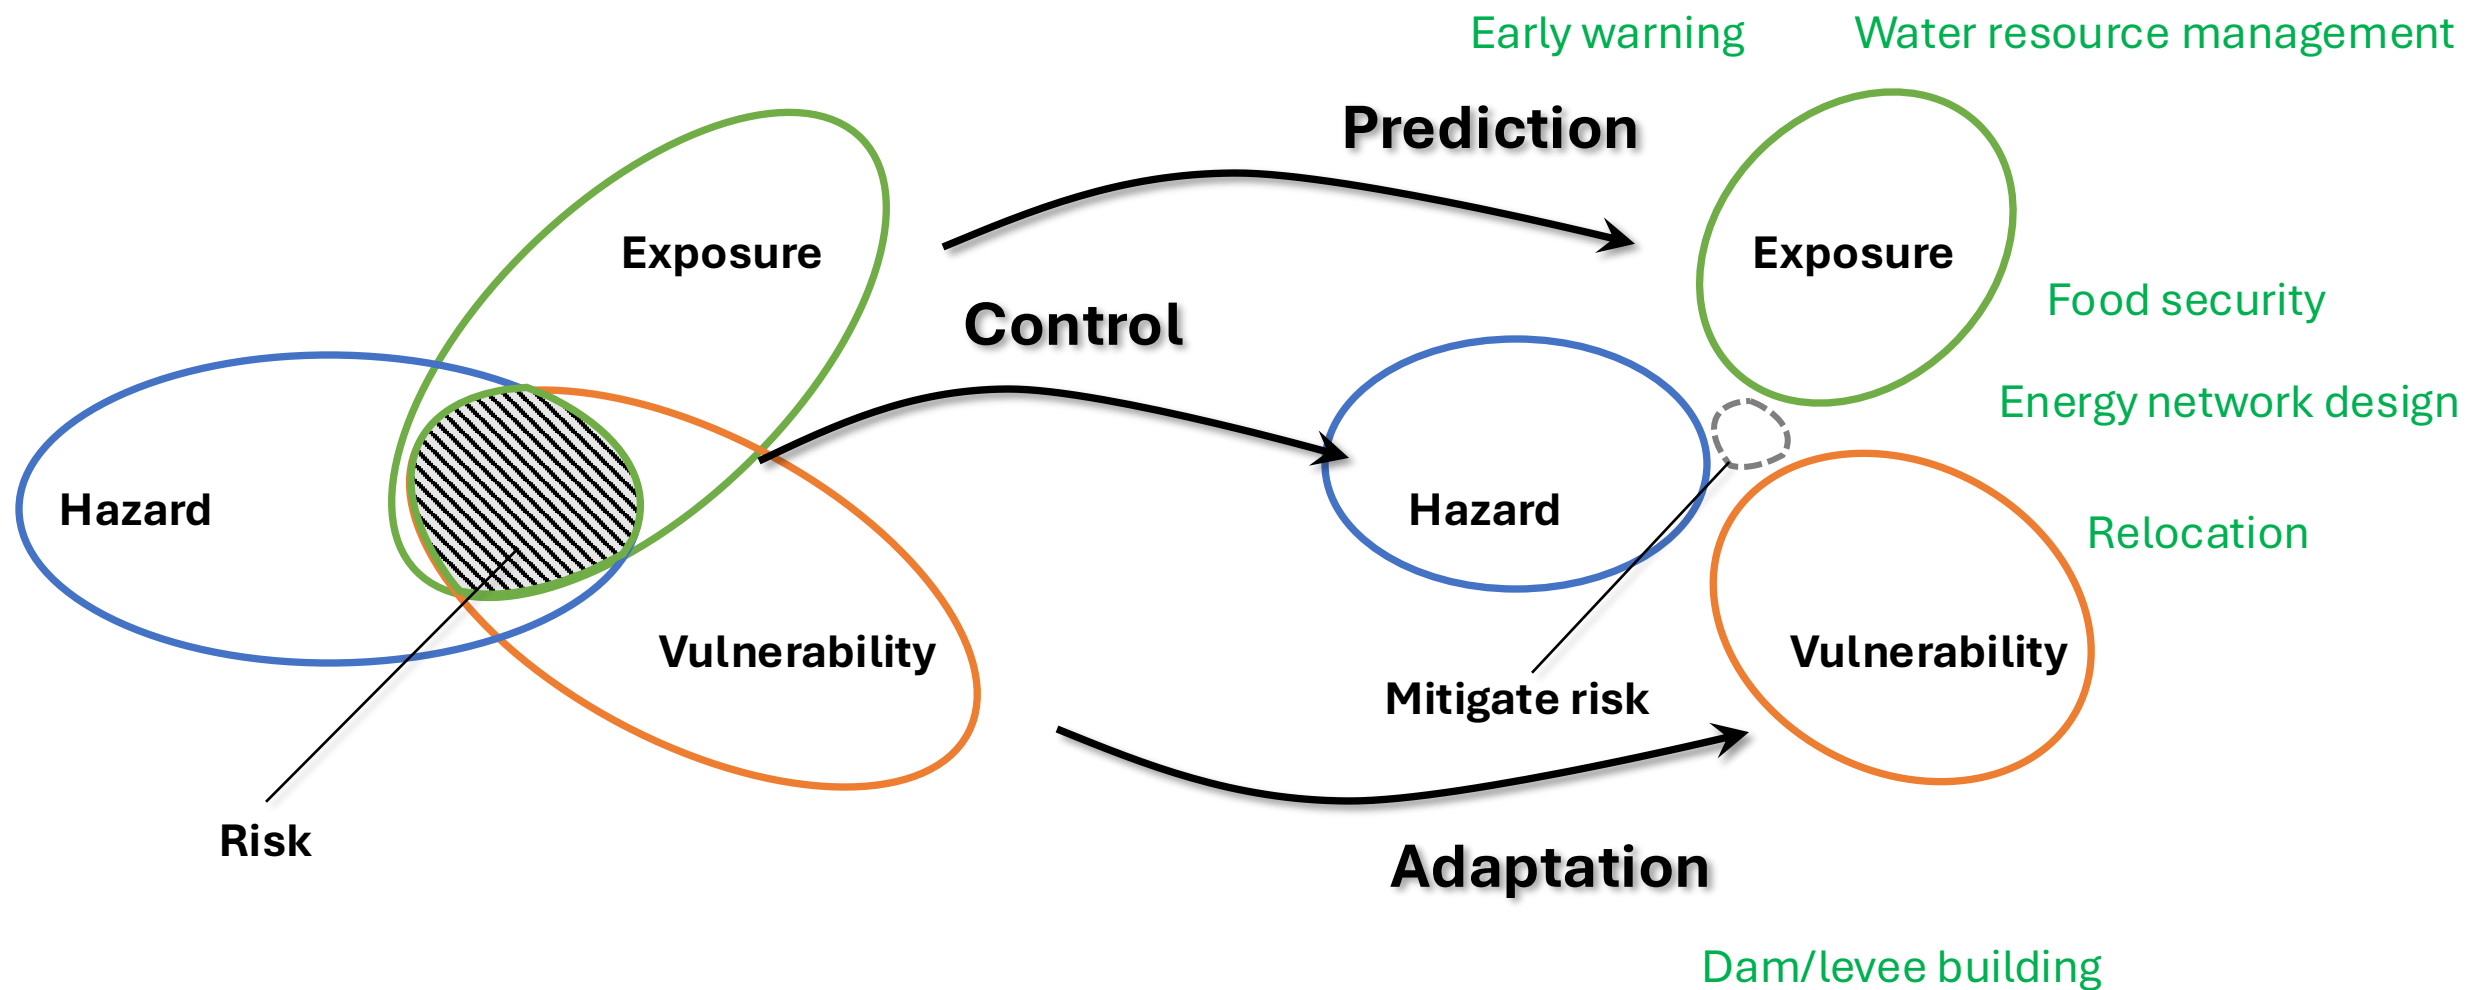 Early warning
Water resource management
Prediction
Exposure
Exposure
Control
Food security
Energy network design
Hazard
Hazard
Relocation
Vulnerability
Vulnerability
Mitigate risk
Risk
Adaptation
Dam/levee building